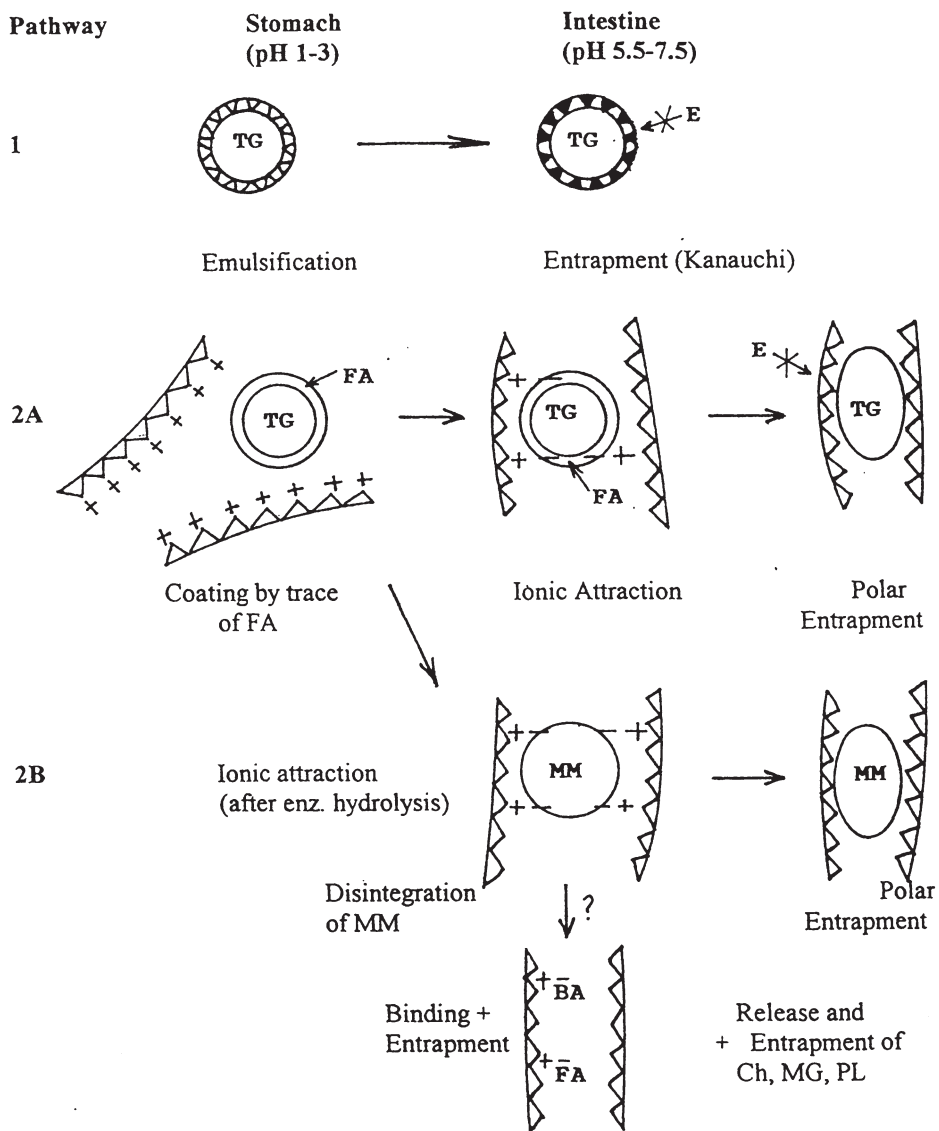 Pathway Stomach Intestine
(pH 1-3) (pH 5.5-7.5)
1
TG
TG
E
Emulsification Entrapment (Kanauchi)
2A
FA
TG
+ + + + + +
+ + + + + + +
+ −
TG
+ − − +
FA
E
TG
Coating by trace
of FA
Ionic Attraction
Polar
Entrapment
2B
Ionic attraction
(after enz. hydrolysis)
+ − − − +
MM
+ − − +
MM
Disintegration
of MM
?
Polar
Entrapment
Binding +
Entrapment
+ − BA
+ − FA
Release and
+ Entrapment of
Ch, MG, PL